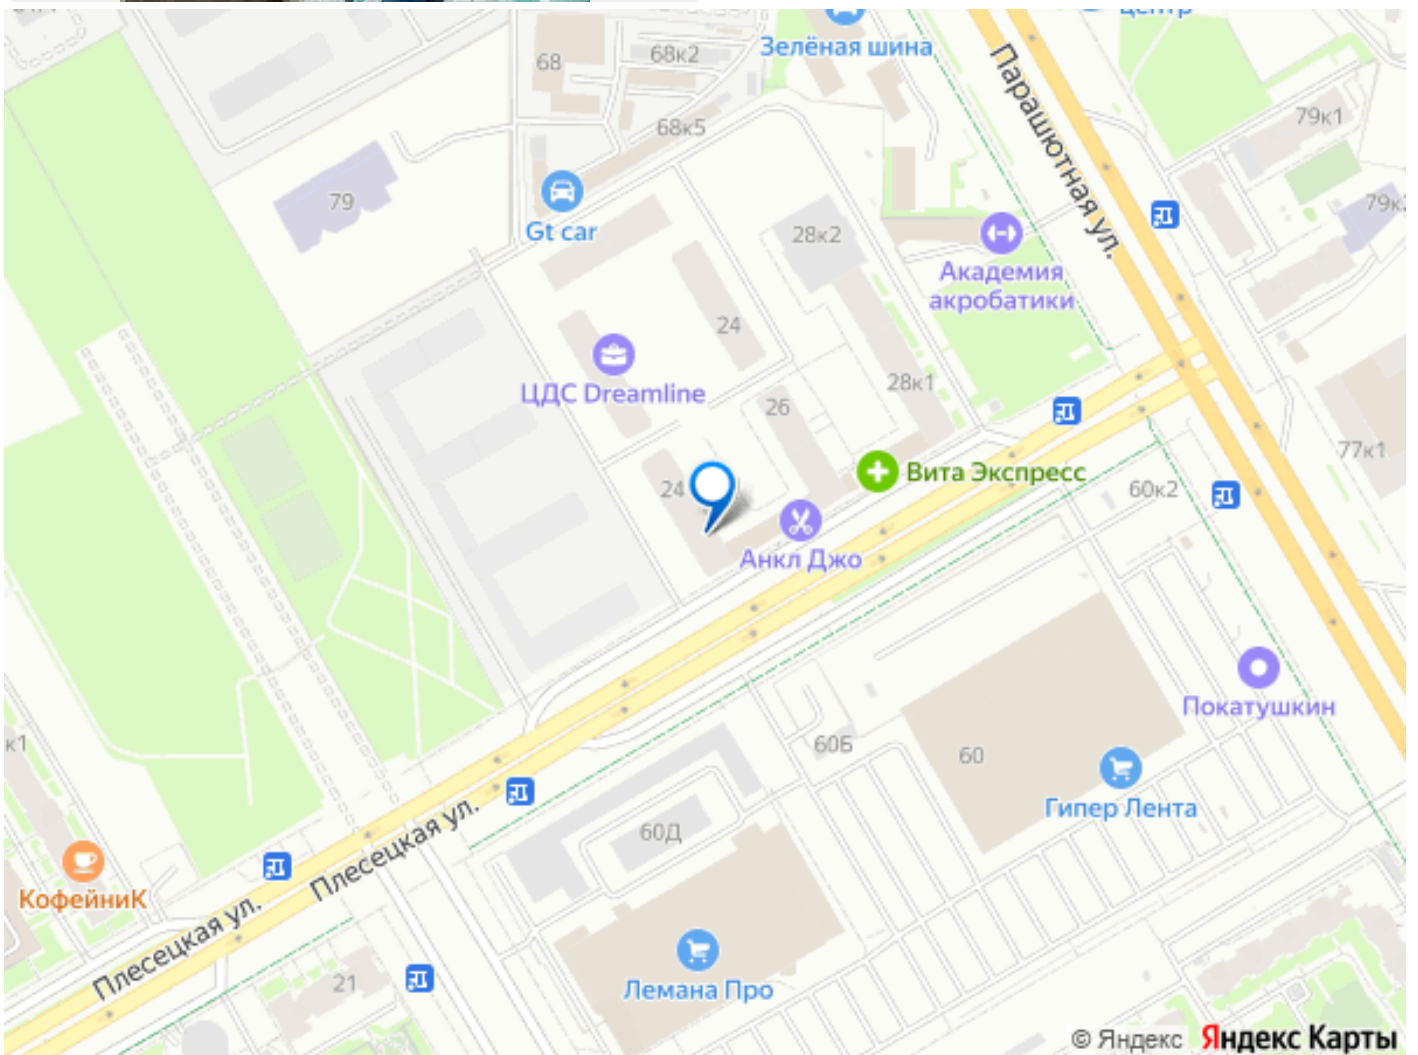 центр
Зелёная шина
68
68к2
68к5
Парашютная ул.
79к1
79
Gt car
28к2
Академия
акробатики
24
ЦДС Dreamline
28к1
26
77к1
24
Вита Экспресс
60к2
Анкл Джо
Покатушкин
к1
60Б
60
Гипер Лента
60Д
Плесецкая ул.
КофейниК
Плесецкая ул.
21
Лемана Про
© Яндекс Яндекс Карты